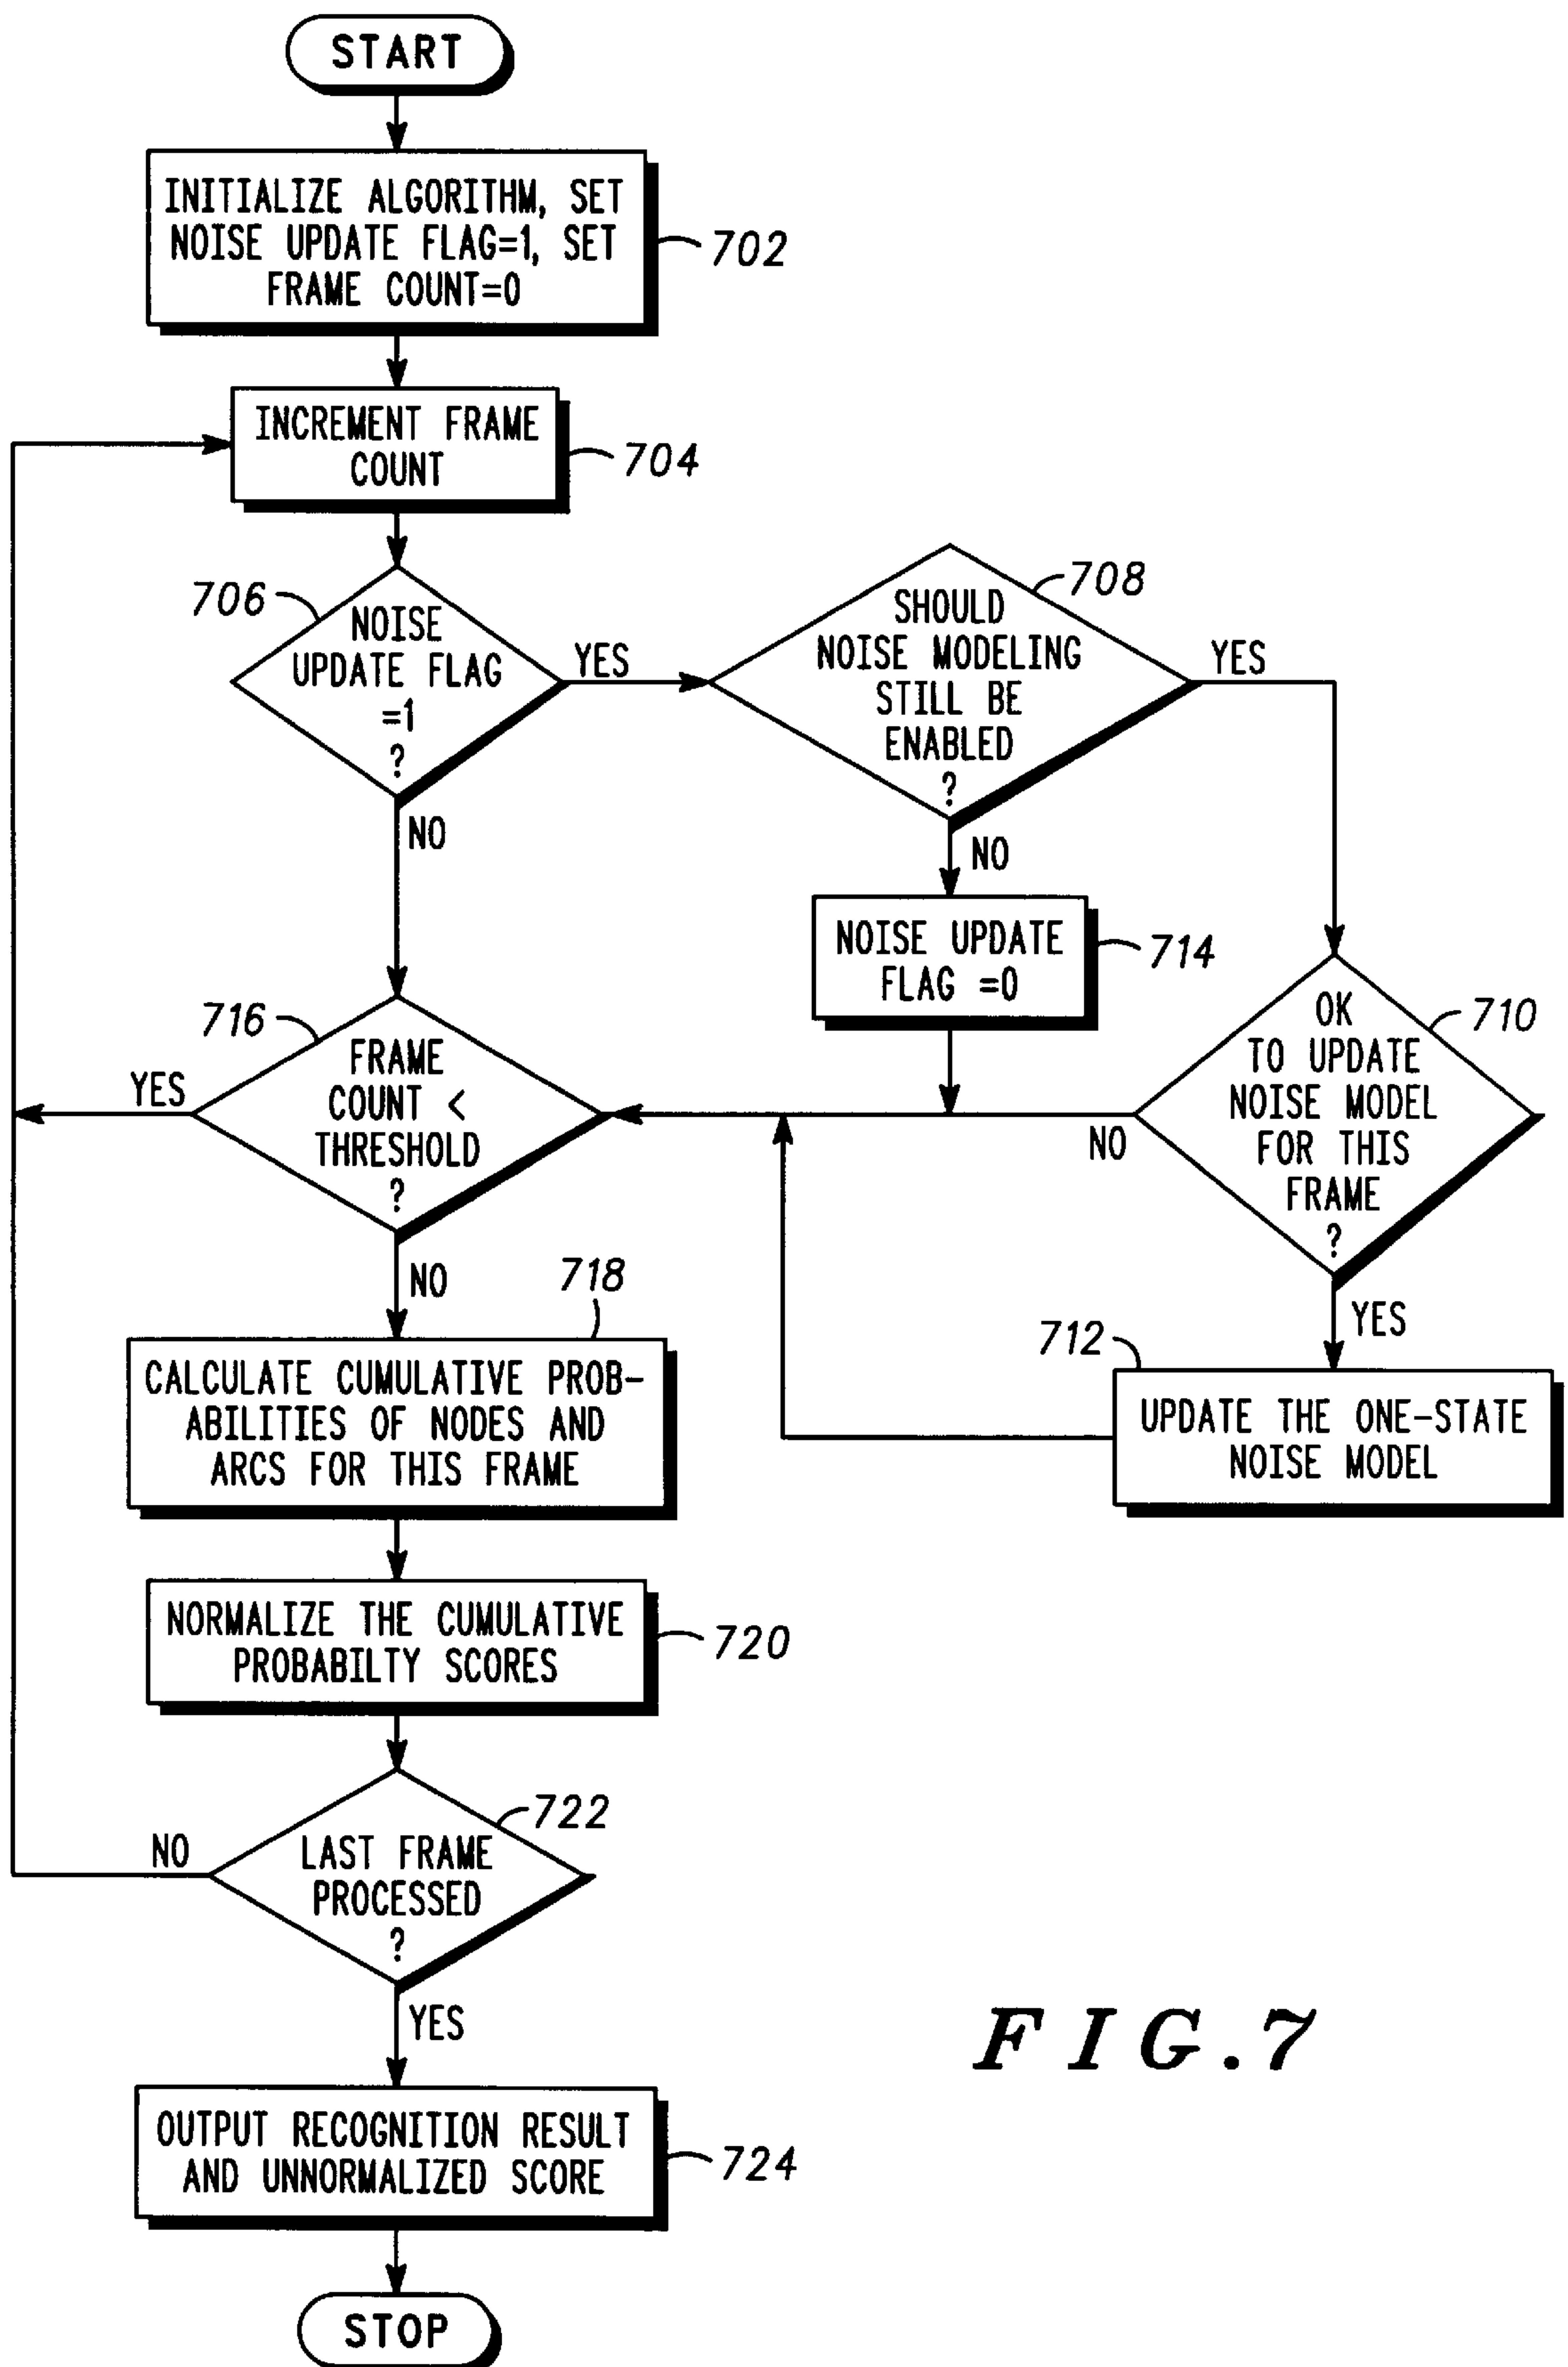 START
INITIALIZE ALGORITHM, SET
NOISE UPDATE FLAG=1, SET
FRAME COUNT=0
702
INCREMENT FRAME
COUNT
704
706
NOISE
UPDATE FLAG
=1
?
YES
NO
708
SHOULD
NOISE MODELING
STILL BE
ENABLED
?
YES
NO
NOISE UPDATE
FLAG =0
714
710
OK
TO UPDATE
NOISE MODEL
FOR THIS
FRAME
?
NO
YES
712
UPDATE THE ONE-STATE
NOISE MODEL
716
FRAME
COUNT <
THRESHOLD
?
YES
NO
718
CALCULATE CUMULATIVE PROB-
ABILITIES OF NODES AND
ARCS FOR THIS FRAME
NORMALIZE THE CUMULATIVE
PROBABILTY SCORES
720
722
LAST FRAME
PROCESSED
?
NO
YES
OUTPUT RECOGNITION RESULT
AND UNNORMALIZED SCORE
724
STOP
FIG.7